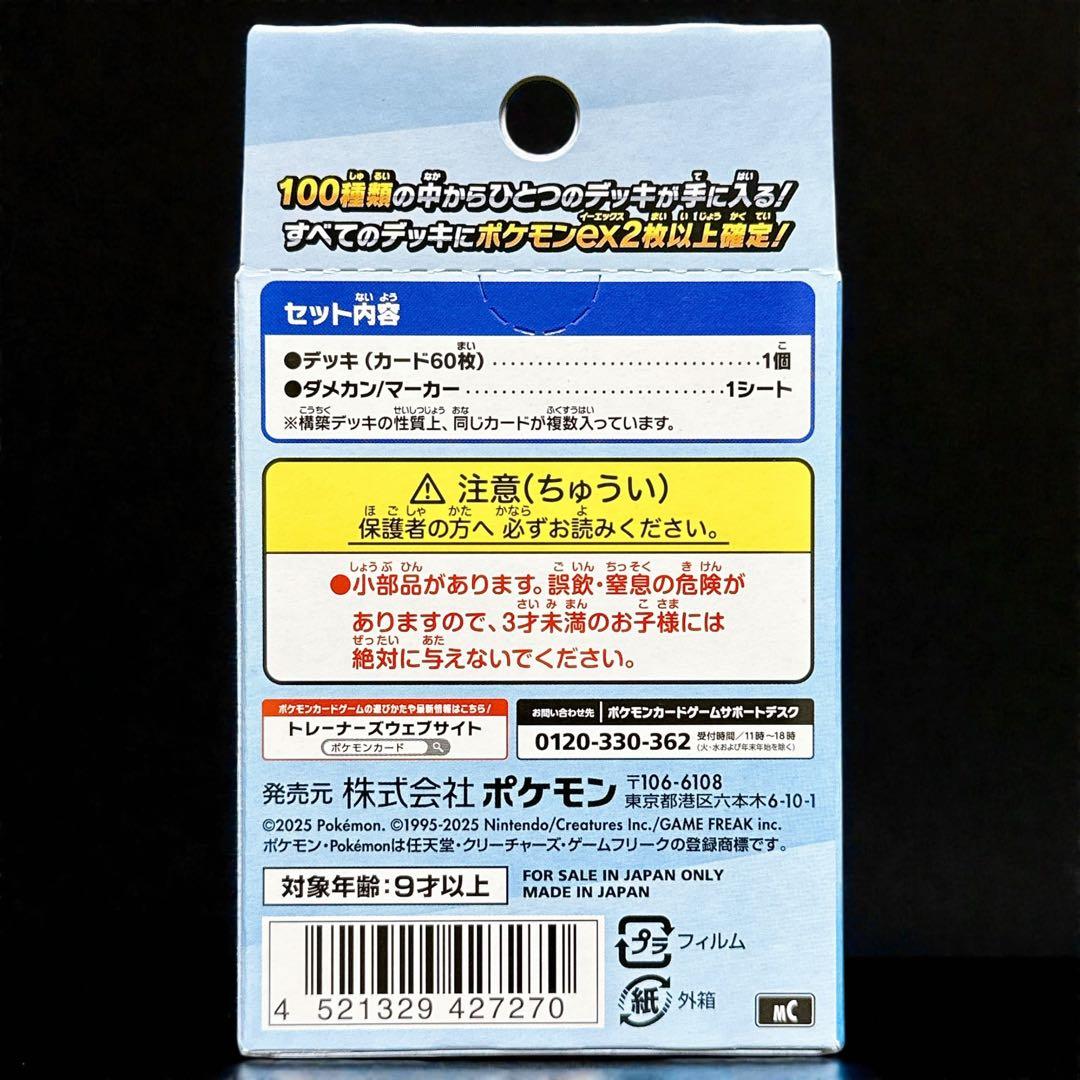 100種類の中からひとつのデッキが手に入る!
すべてのデッキにポケモンex2枚以上確定!
セット内容
●デッキ(カード60枚)..............................1個
●ダメカン/マーカー.............................1シート
※構築デッキの性質上、同じカードが複数入っています。
⚠ 注意(ちゅうい)
保護者の方へ 必ずお読みください。
●小部品があります。誤飲・窒息の危険が
ありますので、3才未満のお子様には
絶対に与えないでください。
ポケモンカードゲームの遊びかたや最新情報はこちら!
トレーナーズウェブサイト
ポケモンカード
お問い合わせ先 ポケモンカードゲームサポートデスク
0120-330-362 受付時間/11時~18時
(火・水および年末年始を除く)
発売元 株式会社 ポケモン 〒106-6108
東京都港区六本木6-10-1
©2025 Pokémon. ©1995-2025 Nintendo/Creatures Inc./GAME FREAK inc.
ポケモン・Pokémonは任天堂・クリーチャーズ・ゲームフリークの登録商標です。
対象年齢:9才以上
FOR SALE IN JAPAN ONLY
MADE IN JAPAN
4 521329 427270
プラ フィルム
紙 外箱
MC